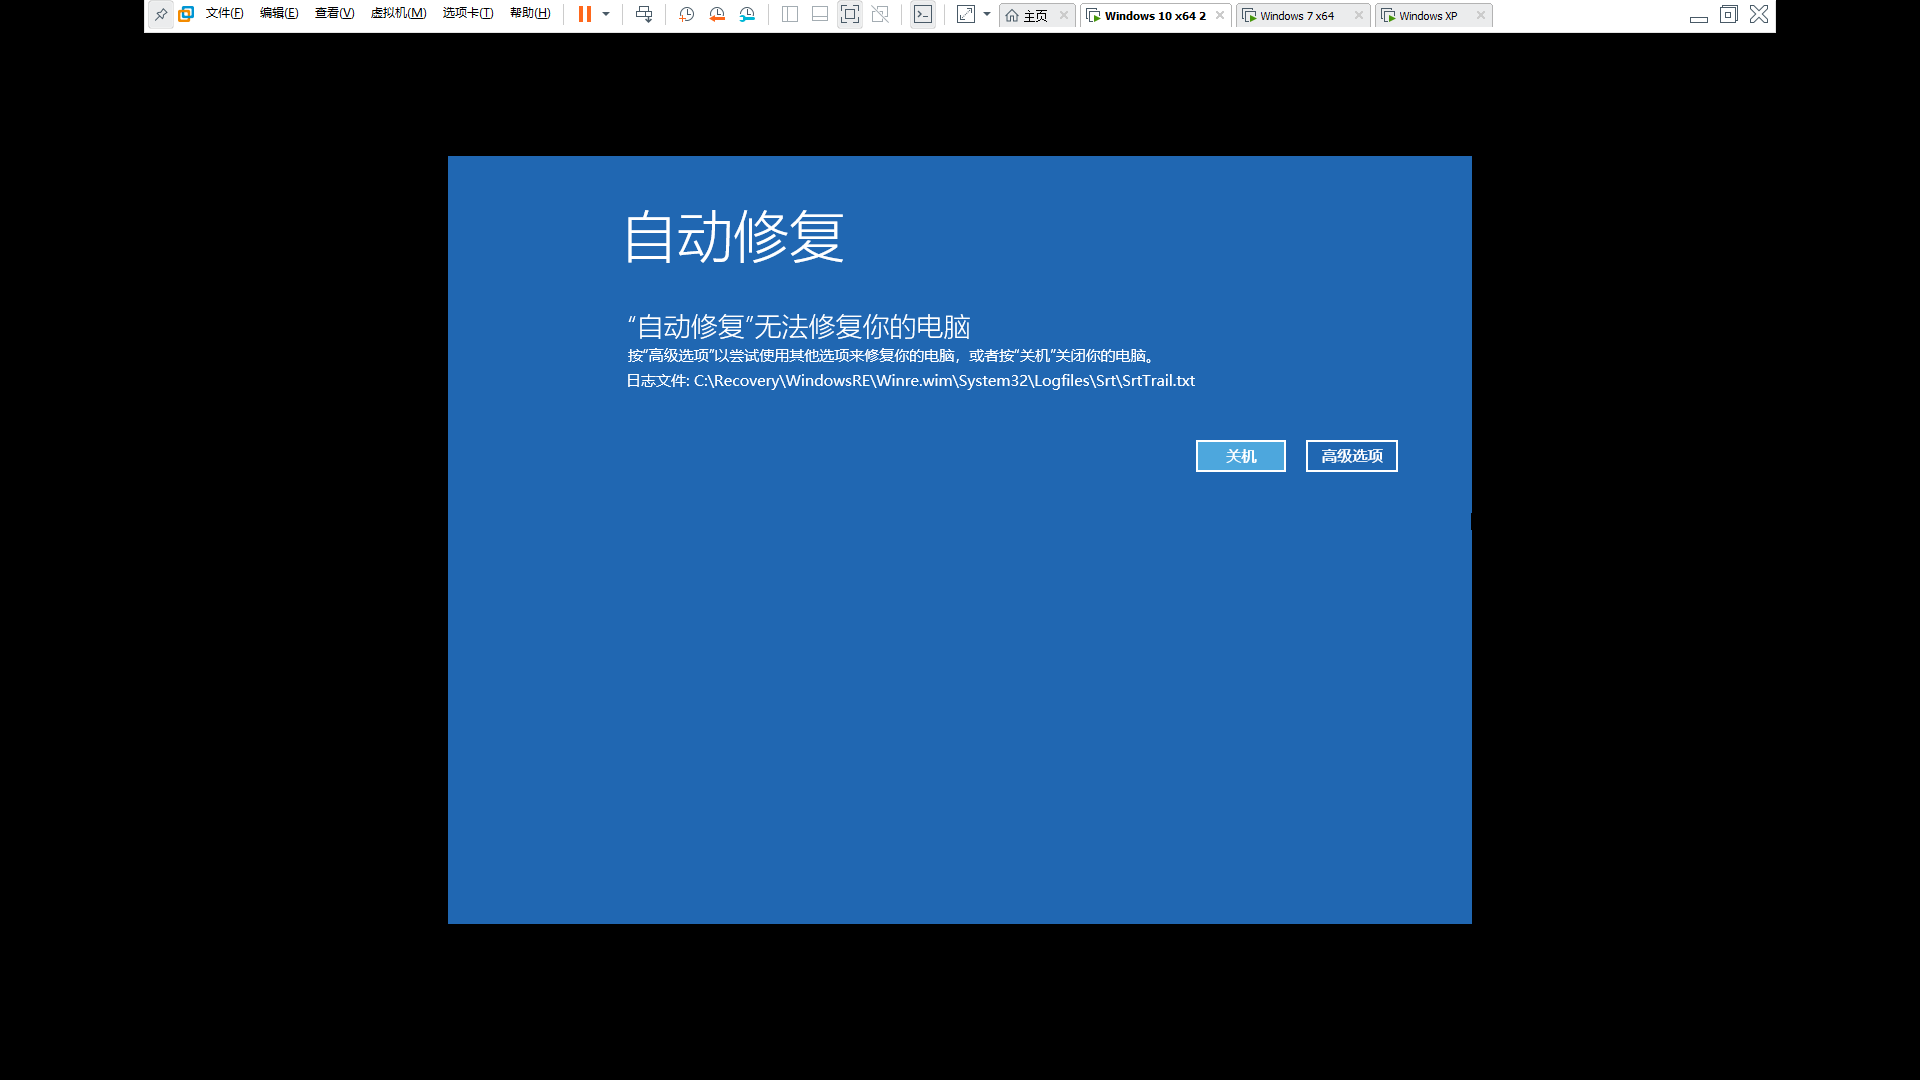 文件(F) 编辑(E) 查看(V) 虚拟机(M) 选项卡(T) 帮助(H) 主页 Windows 10 x64 2 Windows 7 x64 Windows XP
自动修复
“自动修复”无法修复你的电脑
按“高级选项”以尝试使用其他选项来修复你的电脑，或者按“关机”关闭你的电脑。
日志文件: C:\Recovery\WindowsRE\Winre.wim\System32\Logfiles\Srt\SrtTrail.txt
关机 高级选项